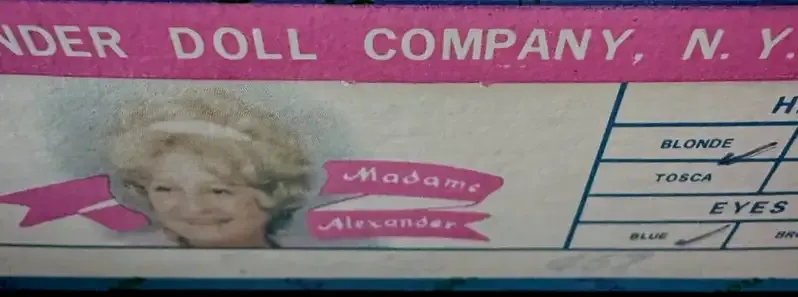 NDER DOLL COMPANY, N. Y.
Madame
Alexander
H
BLONDE
TOSCA
EYES
BLUE
BR